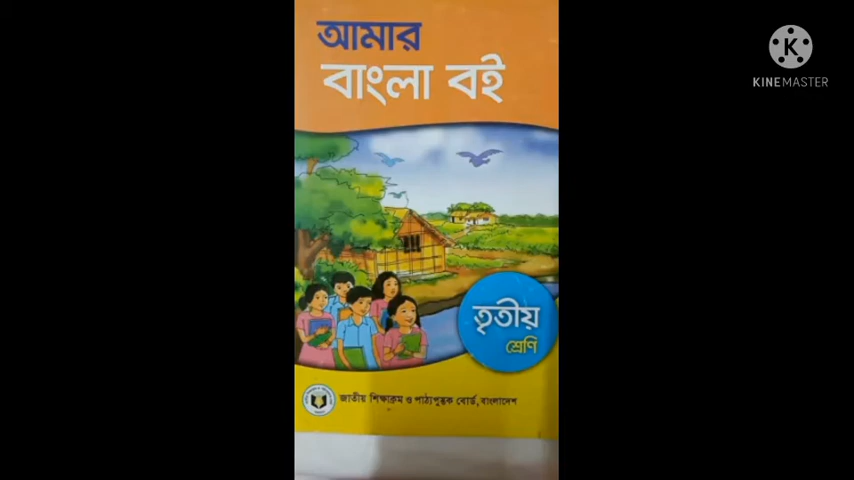 আমার
বাংলা বই
তৃতীয়
শ্রেণি
জাতীয় শিক্ষাক্রম ও পাঠ্যপুস্তক বোর্ড, বাংলাদেশ
K
KINEMASTER